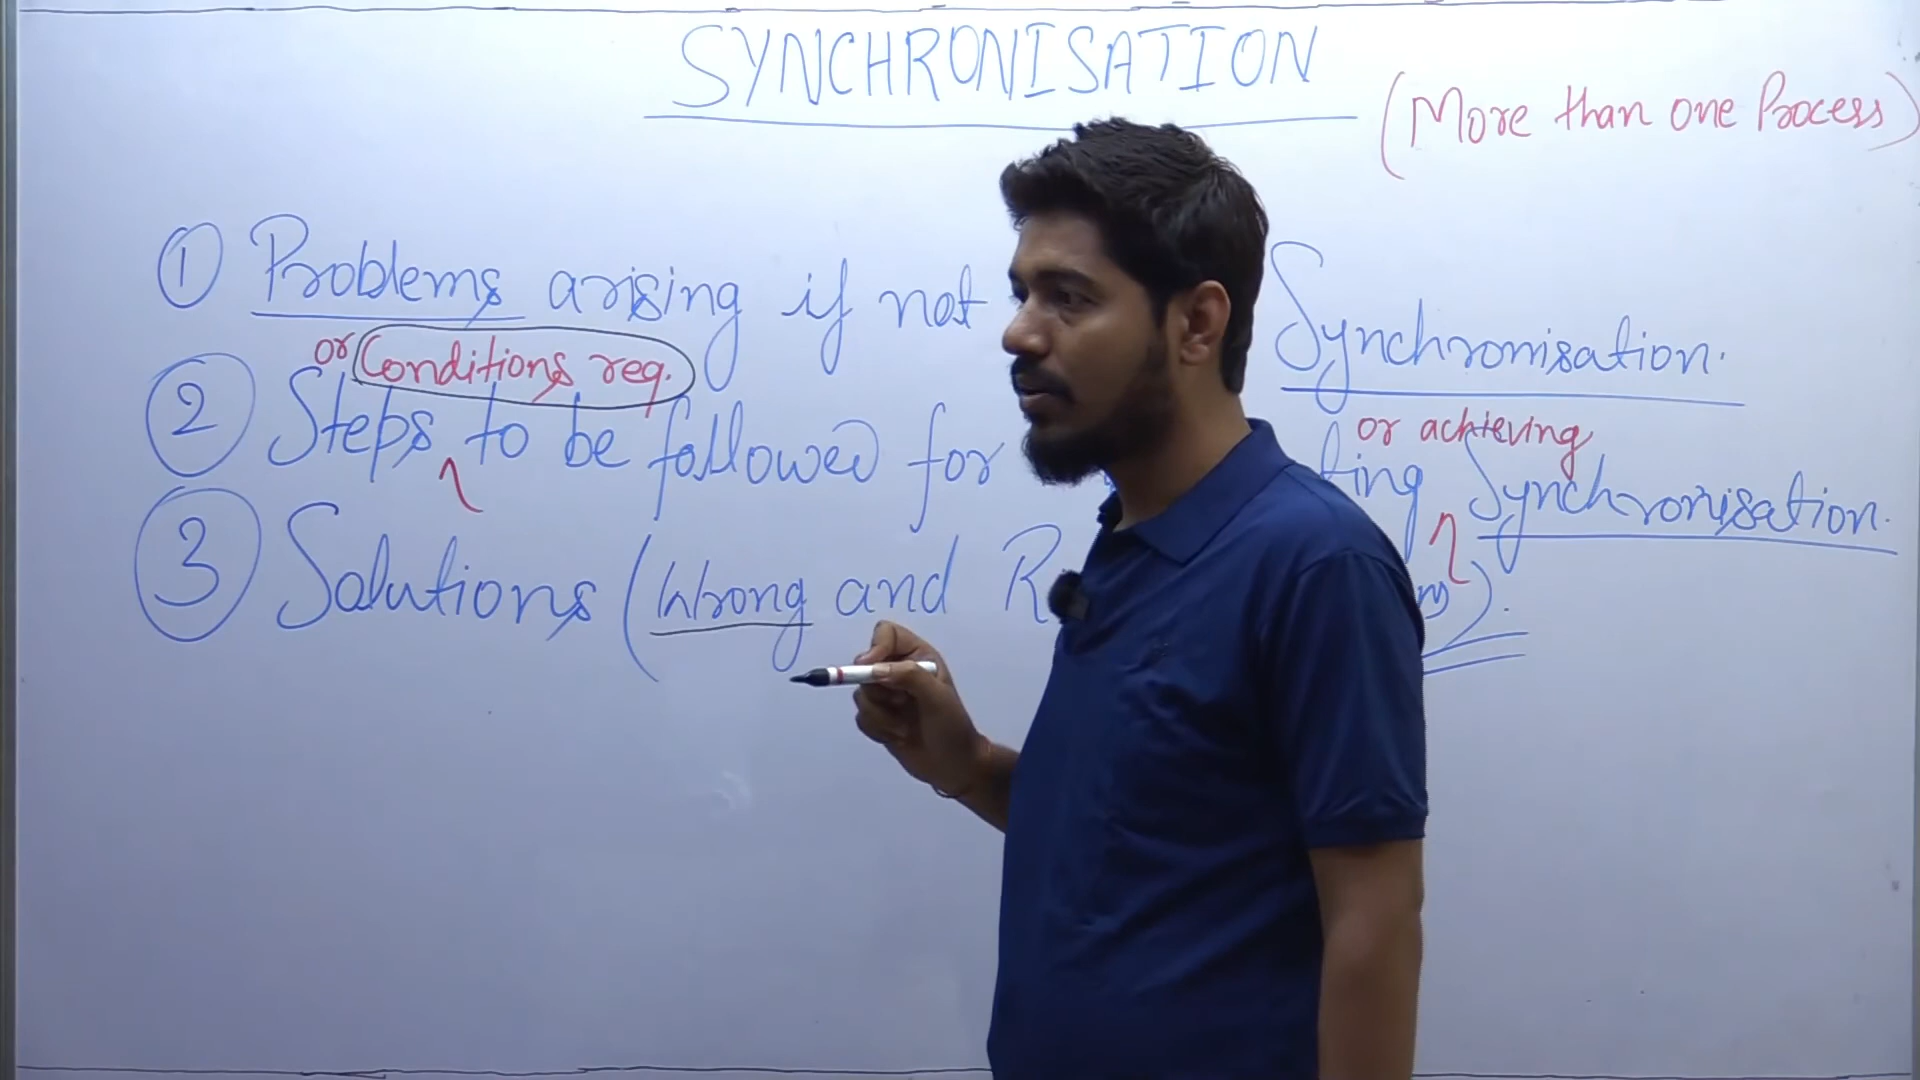 SYNCHRONISATION
(More than one Process)
① Problems arising if not Synchronisation.
or Conditions req.
or achieving
② Steps to be followed for ting Synchronisation.
③ Solutions (Wrong and R